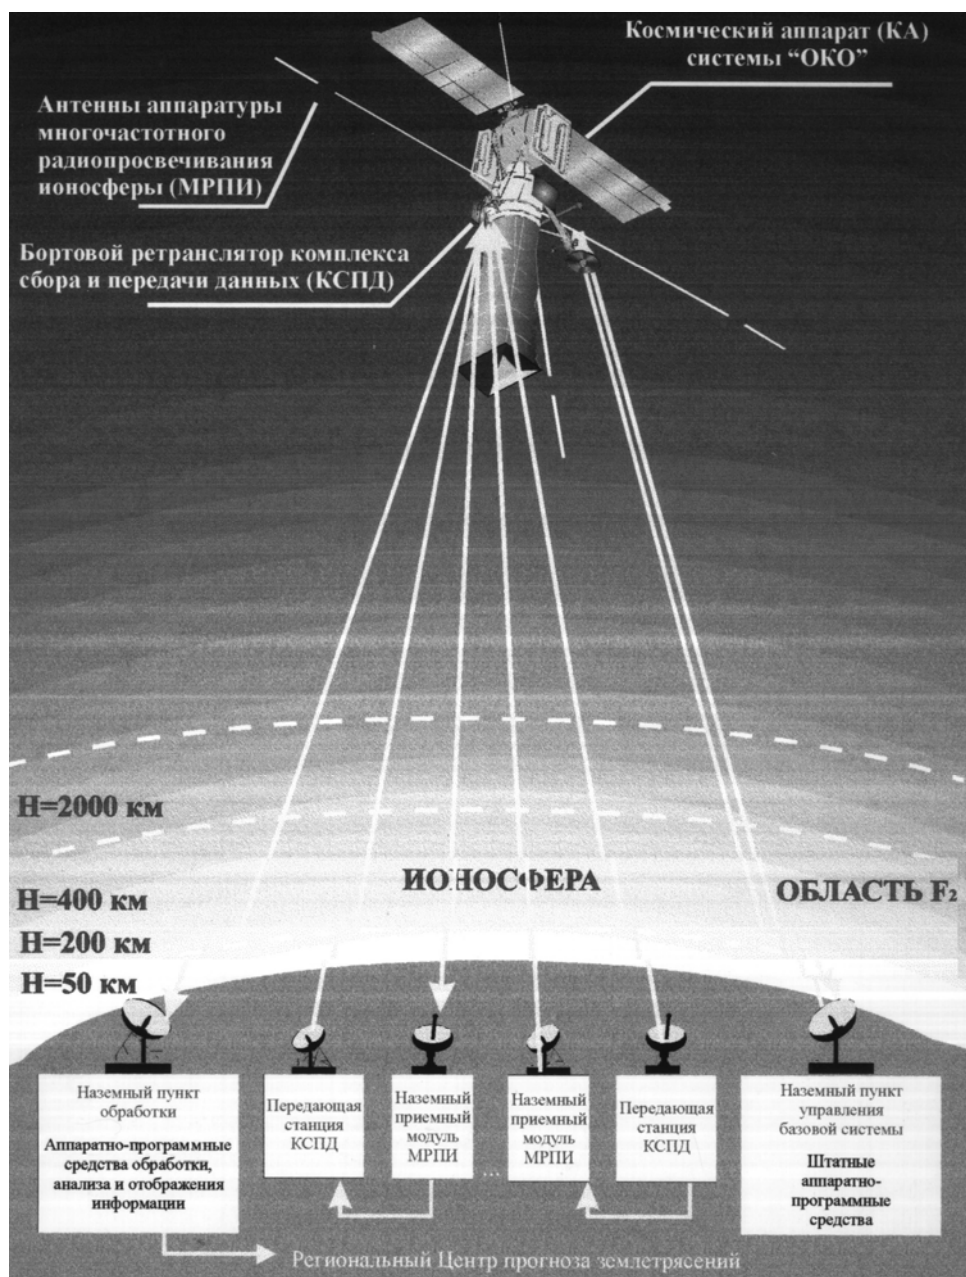 Космический аппарат (КА)
системы “ОКО”
Антенны аппаратуры
многочастотного
радиопросвечивания
ионосферы (МРПИ)
Бортовой ретранслятор комплекса
сбора и передачи данных (КСПД)
Н=2000 км
ИОНОСФЕРА
Н=400 км
ОБЛАСТЬ F₂
Н=200 км
Н=50 км
Наземный пункт
обработки
Аппаратно-программные
средства обработки,
анализа и отображения
информации
Передающая
станция
КСПД
Наземный
приемный
модуль
МРПИ
...
Наземный
приемный
модуль
МРПИ
Передающая
станция
КСПД
Наземный пункт
управления
базовой системы
Штатные
аппаратно-
программные
средства
Региональный Центр прогноза землетрясений